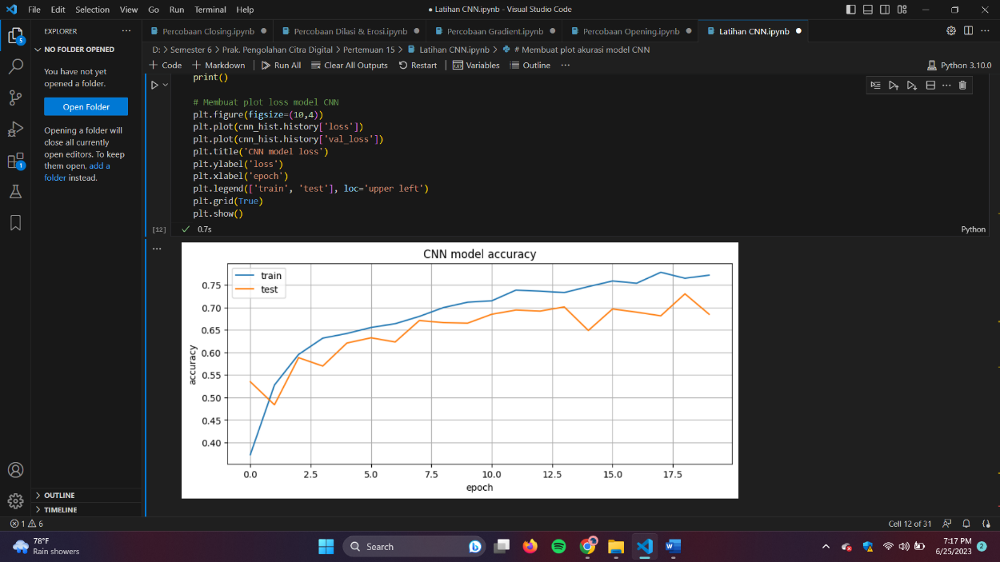 File Edit Selection View Go Run Terminal Help
● Latihan CNN.ipynb - Visual Studio Code
EXPLORER ...
Percobaan Closing.ipynb ●
Percobaan Dilasi & Erosi.ipynb ●
Percobaan Gradient.ipynb ●
Percobaan Opening.ipynb ●
Latihan CNN.ipynb ●
NO FOLDER OPENED
You have not yet
opened a folder.
Open Folder
Opening a folder will
close all currently
open editors. To keep
them open, add a
folder instead.
OUTLINE
TIMELINE
5
1
D: > Semester 6 > Prak. Pengolahan Citra Digital > Pertemuan 15 > Latihan CNN.ipynb > # Membuat plot akurasi model CNN
+ Code + Markdown | Run All Clear All Outputs Restart | Variables Outline ...
Python 3.10.0
print()
# Membuat plot loss model CNN
plt.figure(figsize=(10,4))
plt.plot(cnn_hist.history['loss'])
plt.plot(cnn_hist.history['val_loss'])
plt.title('CNN model loss')
plt.ylabel('loss')
plt.xlabel('epoch')
plt.legend(['train', 'test'], loc='upper left')
plt.grid(True)
plt.show()
[12] ✓ 0.7s
Python
...
CNN model accuracy
train
test
0.75
0.70
0.65
0.60
0.55
0.50
0.45
0.40
accuracy
0.0 2.5 5.0 7.5 10.0 12.5 15.0 17.5
epoch
1 6
Cell 12 of 31
78°F
Rain showers
Search
7:17 PM
6/25/2023
2